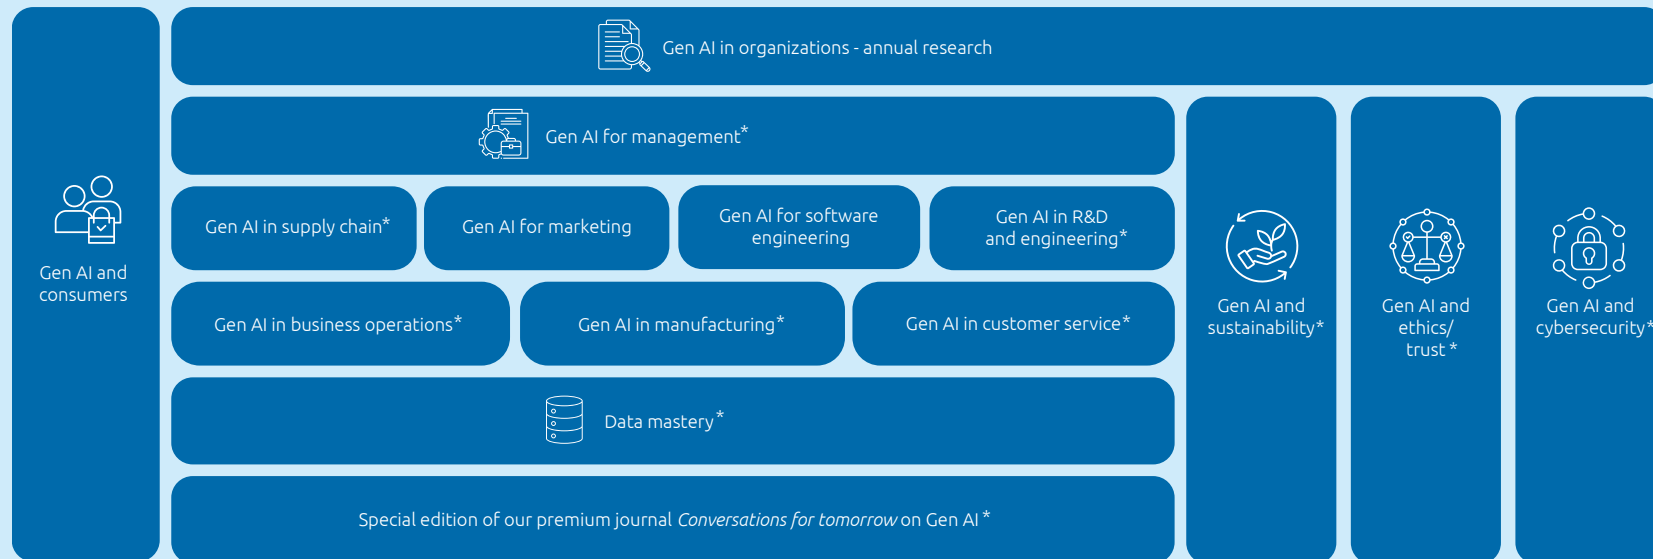 Gen AI in organizations - annual research
Gen AI and
consumers
Gen AI for management*
Gen AI in supply chain*
Gen AI for marketing
Gen AI for software
engineering
Gen AI in R&D
and engineering*
Gen AI in business operations*
Gen AI in manufacturing*
Gen AI in customer service*
Data mastery*
Special edition of our premium journal Conversations for tomorrow on Gen AI*
Gen AI and
sustainability*
Gen AI and
ethics/
trust *
Gen AI and
cybersecurity*